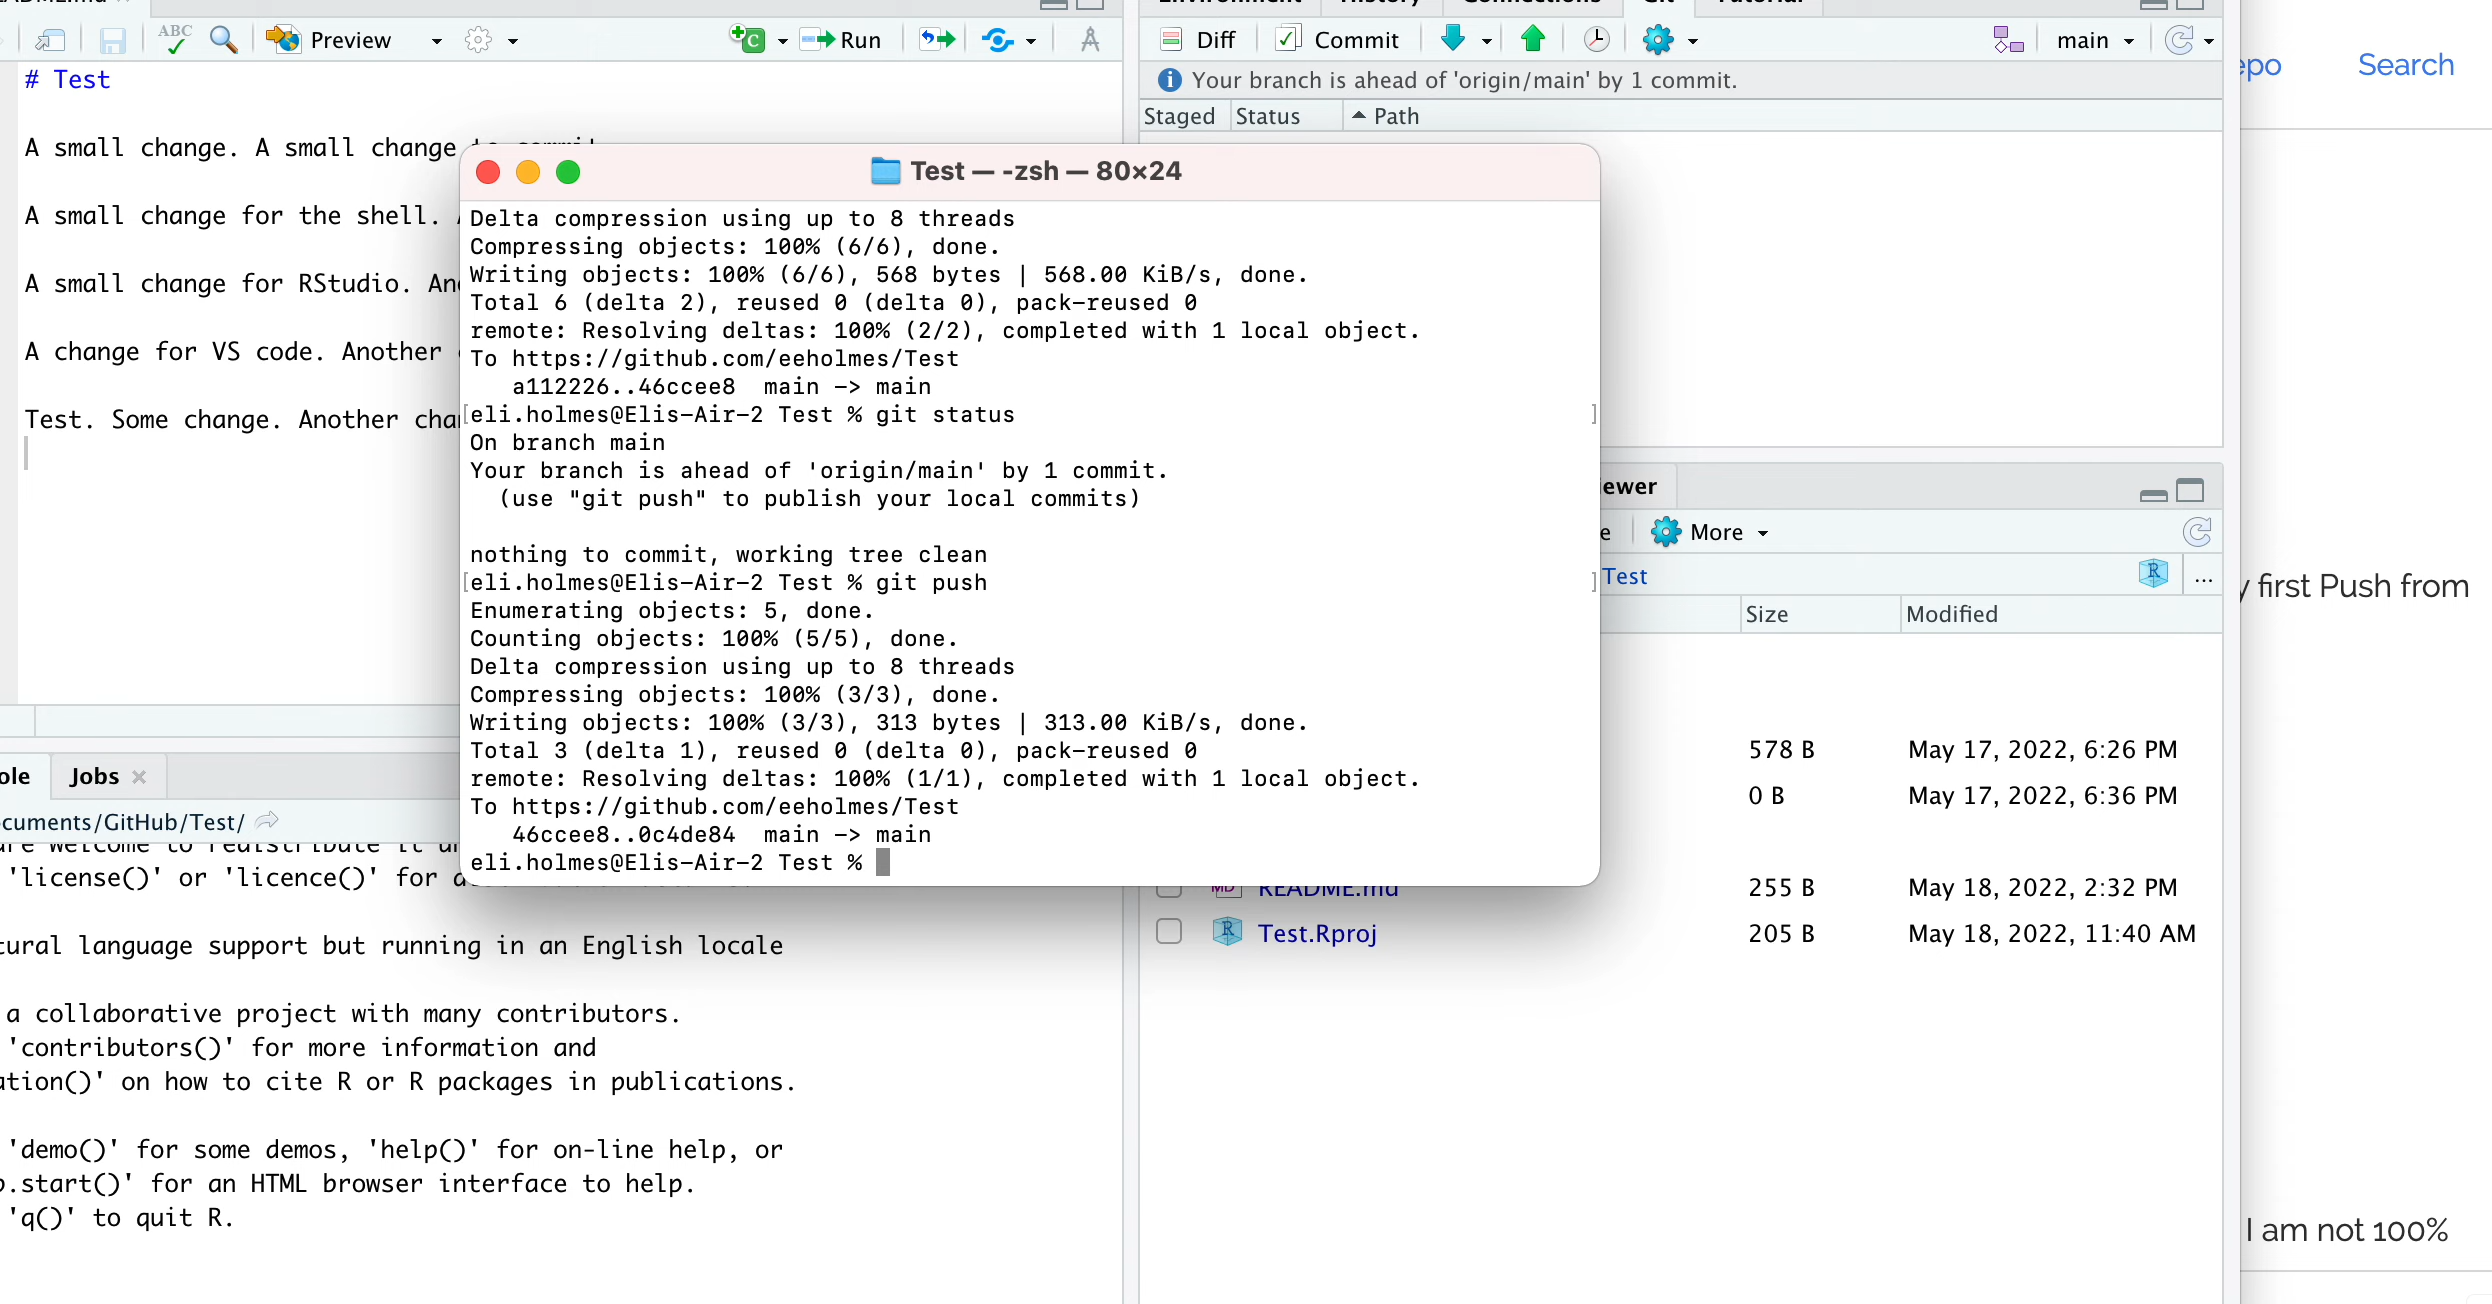 Preview
Run
# Test
A small change. A small change
A small change for the shell.
A small change for RStudio.
A change for VS code. Another
Test. Some change. Another
Jobs
/GitHub/Test/
'license()' or 'licence()' for
language support but running in an English locale
a collaborative project with many contributors.
'contributors()' for more information and
on how to cite R or R packages in publications.
'demo()' for some demos, 'help()' for on-line help, or
.start()' for an HTML browser interface to help.
'q()' to quit R.
Test — -zsh — 80×24
Delta compression using up to 8 threads
Compressing objects: 100% (6/6), done.
Writing objects: 100% (6/6), 568 bytes | 568.00 KiB/s, done.
Total 6 (delta 2), reused 0 (delta 0), pack-reused 0
remote: Resolving deltas: 100% (2/2), completed with 1 local object.
To https://github.com/eeholmes/Test
a112226..46ccee8 main -> main
eli.holmes@Elis-Air-2 Test % git status
On branch main
Your branch is ahead of 'origin/main' by 1 commit.
(use "git push" to publish your local commits)
nothing to commit, working tree clean
eli.holmes@Elis-Air-2 Test % git push
Enumerating objects: 5, done.
Counting objects: 100% (5/5), done.
Delta compression using up to 8 threads
Compressing objects: 100% (3/3), done.
Writing objects: 100% (3/3), 313 bytes | 313.00 KiB/s, done.
Total 3 (delta 1), reused 0 (delta 0), pack-reused 0
remote: Resolving deltas: 100% (1/1), completed with 1 local object.
To https://github.com/eeholmes/Test
46ccee8..0c4de84 main -> main
eli.holmes@Elis-Air-2 Test %
Diff Commit main
Your branch is ahead of 'origin/main' by 1 commit.
Staged Status Path
More
Test ...
Size Modified
578 B May 17, 2022, 6:26 PM
0 B May 17, 2022, 6:36 PM
README.md 255 B May 18, 2022, 2:32 PM
Test.Rproj 205 B May 18, 2022, 11:40 AM
Search
first Push from
I am not 100%